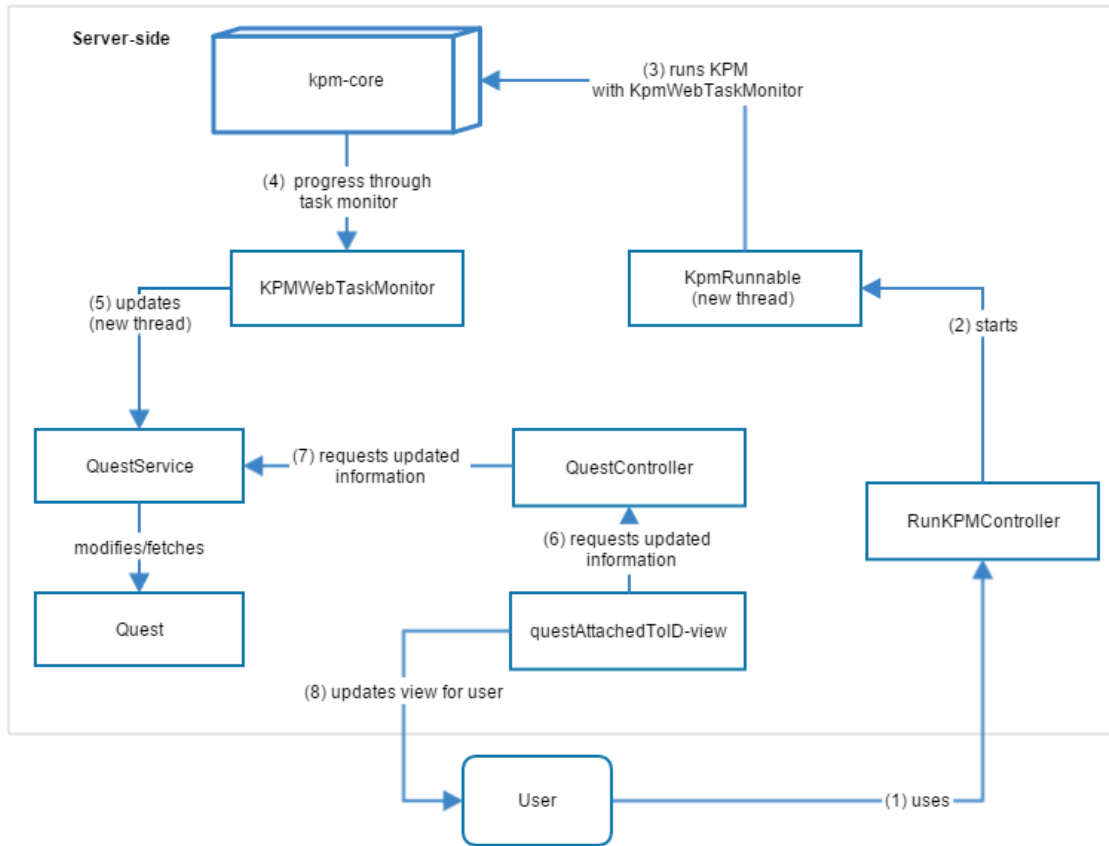 Server-side
kpm-core
(3) runs KPM
with KpmWebTaskMonitor
(4) progress through
task monitor
KPMWebTaskMonitor
KpmRunnable
(new thread)
(5) updates
(new thread)
(2) starts
QuestService
(7) requests updated
information
QuestController
RunKPMController
modifies/fetches
(6) requests updated
information
Quest
questAttachedToID-view
(8) updates view for user
User
(1) uses